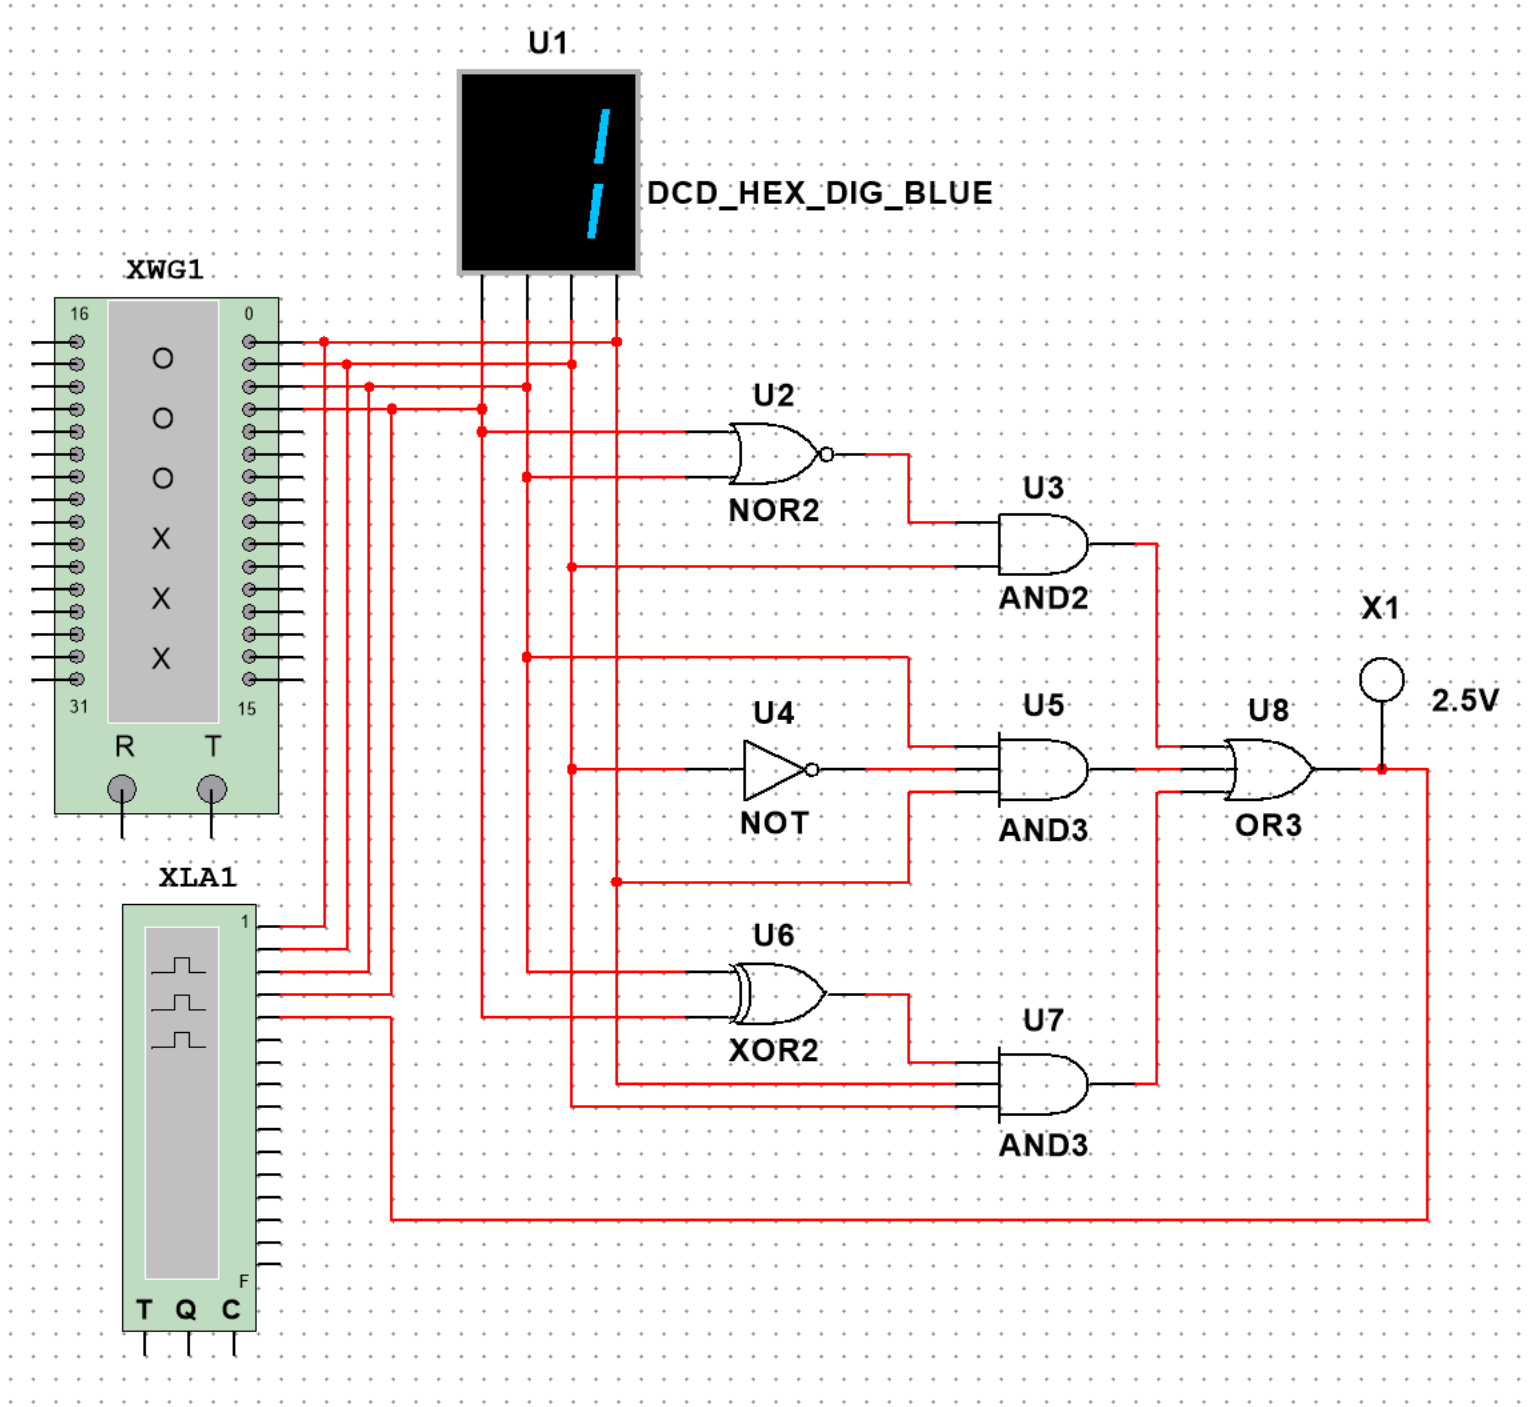 U1
DCD_HEX_DIG_BLUE
XWG1
16 0
O
O
O
X
X
X
31 15
R T
U2
NOR2
U3
AND2
X1
2.5V
U4
NOT
U5
AND3
U8
OR3
XLA1
1
F
T Q C
U6
XOR2
U7
AND3